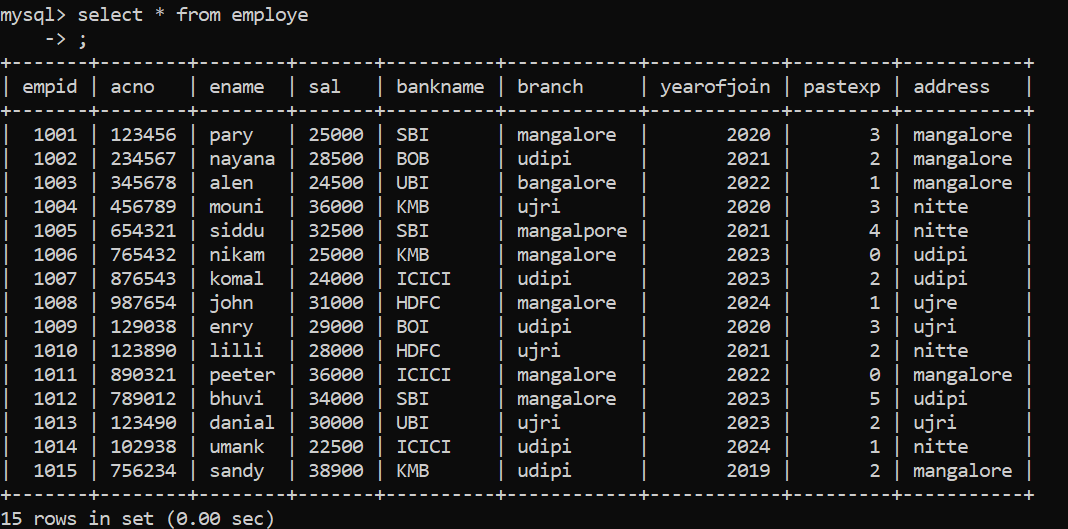 mysql> select * from employe
    -> ;
+-------+--------+--------+-------+----------+------------+------------+---------+-----------+
| empid | acno   | ename  | sal   | bankname | branch     | yearofjoin | pastexp | address   |
+-------+--------+--------+-------+----------+------------+------------+---------+-----------+
|  1001 | 123456 | pary   | 25000 | SBI      | mangalore  |       2020 |       3 | mangalore |
|  1002 | 234567 | nayana | 28500 | BOB      | udipi      |       2021 |       2 | mangalore |
|  1003 | 345678 | alen   | 24500 | UBI      | bangalore  |       2022 |       1 | mangalore |
|  1004 | 456789 | mouni  | 36000 | KMB      | ujri       |       2020 |       3 | nitte     |
|  1005 | 654321 | siddu  | 32500 | SBI      | mangalpore |       2021 |       4 | nitte     |
|  1006 | 765432 | nikam  | 25000 | KMB      | mangalore  |       2023 |       0 | udipi     |
|  1007 | 876543 | komal  | 24000 | ICICI    | udipi      |       2023 |       2 | udipi     |
|  1008 | 987654 | john   | 31000 | HDFC     | mangalore  |       2024 |       1 | ujre      |
|  1009 | 129038 | enry   | 29000 | BOI      | udipi      |       2020 |       3 | ujri      |
|  1010 | 123890 | lilli  | 28000 | HDFC     | ujri       |       2021 |       2 | nitte     |
|  1011 | 890321 | peeter | 36000 | ICICI    | mangalore  |       2022 |       0 | mangalore |
|  1012 | 789012 | bhuvi  | 34000 | SBI      | mangalore  |       2023 |       5 | udipi     |
|  1013 | 123490 | danial | 30000 | UBI      | ujri       |       2023 |       2 | ujri      |
|  1014 | 102938 | umank  | 22500 | ICICI    | udipi      |       2024 |       1 | nitte     |
|  1015 | 756234 | sandy  | 38900 | KMB      | udipi      |       2019 |       2 | mangalore |
+-------+--------+--------+-------+----------+------------+------------+---------+-----------+
15 rows in set (0.00 sec)